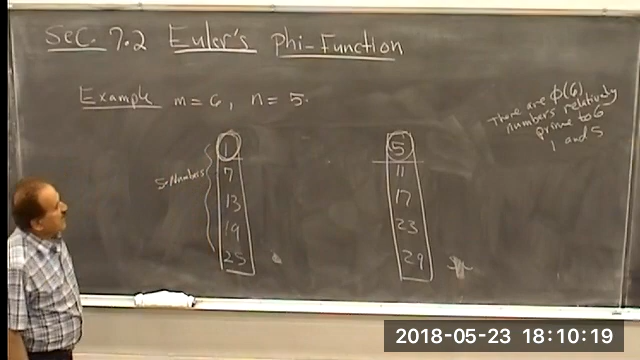 Sec. 7.2 Euler's Phi-Function
Example m = 6, n = 5.
There are φ(6)
numbers relatively
prime to 6
1 and 5
5-Numbers
1 5
7 11
13 17
19 23
25 29
2018-05-23 18:10:19